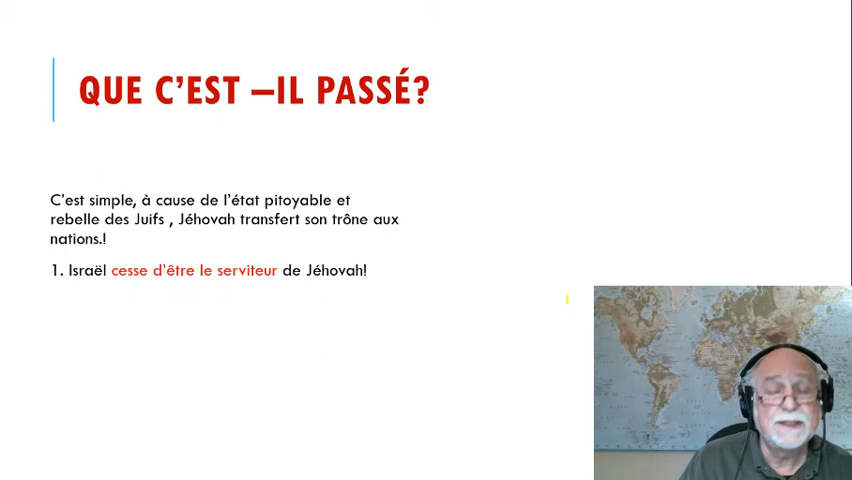 QUE C'EST –IL PASSÉ?
C'est simple, à cause de l'état pitoyable et
rebelle des Juifs , Jéhovah transfert son trône aux
nations.!
1. Israël cesse d'être le serviteur de Jéhovah!